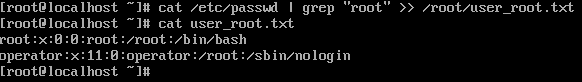 [root@localhost ~]# cat /etc/passwd | grep "root" >> /root/user_root.txt
[root@localhost ~]# cat user_root.txt
root:x:0:0:root:/root:/bin/bash
operator:x:11:0:operator:/root:/sbin/nologin
[root@localhost ~]#